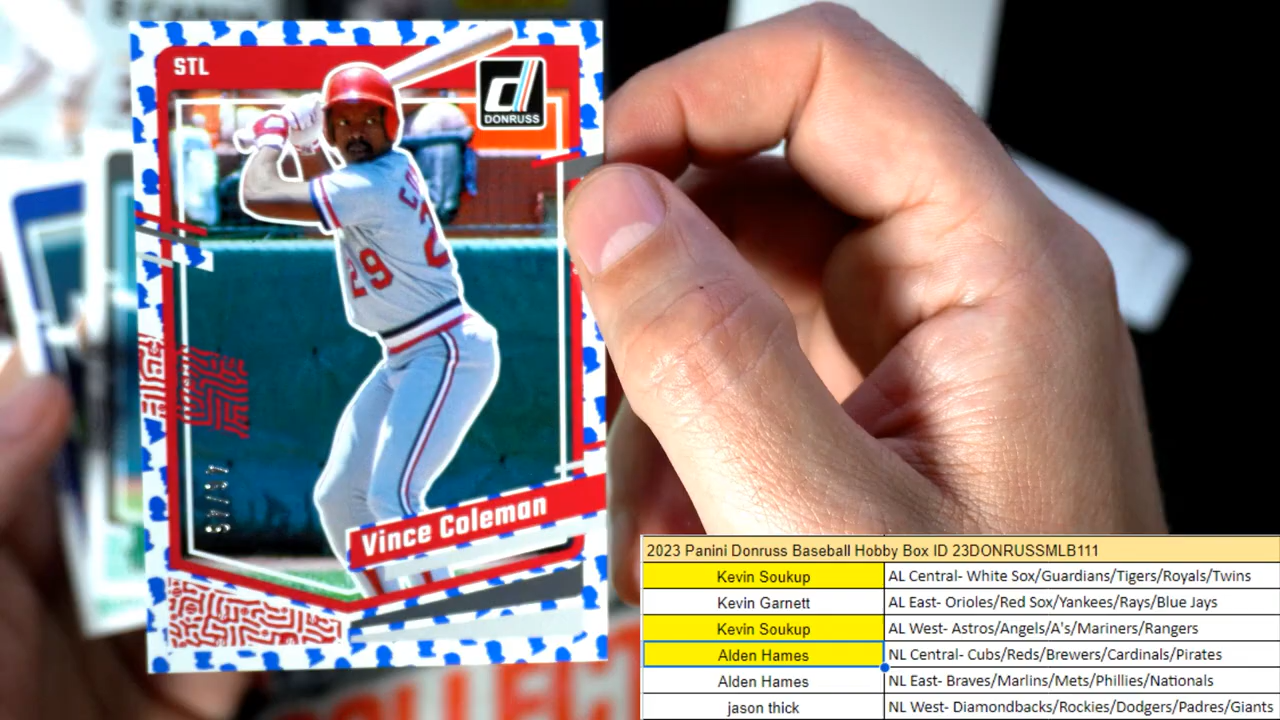 STL
DONRUSS
29
Vince Coleman
2023 Panini Donruss Baseball Hobby Box ID 23DONRUSSMLB111
Kevin Soukup AL Central- White Sox/Guardians/Tigers/Royals/Twins
Kevin Garnett AL East- Orioles/Red Sox/Yankees/Rays/Blue Jays
Kevin Soukup AL West- Astros/Angels/A's/Mariners/Rangers
Alden Hames NL Central- Cubs/Reds/Brewers/Cardinals/Pirates
Alden Hames NL East- Braves/Marlins/Mets/Phillies/Nationals
jason thick NL West- Diamondbacks/Rockies/Dodgers/Padres/Giants